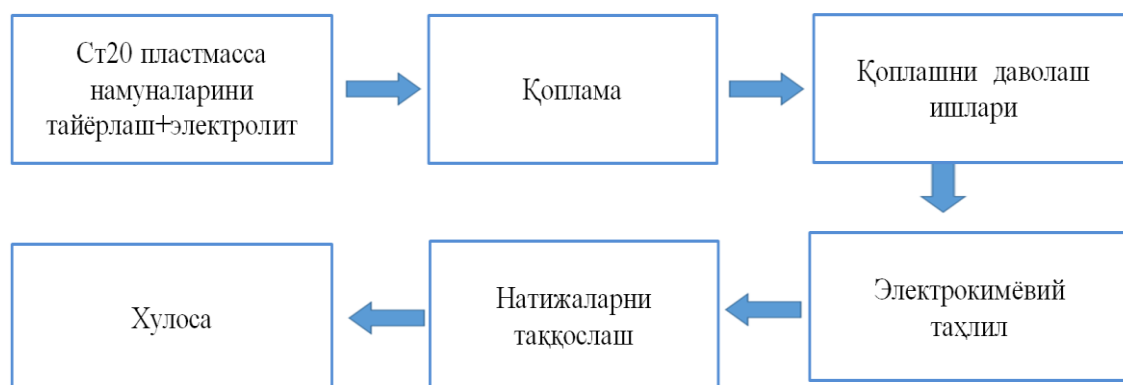 Ст20 пластмасса
намуналарини
тайёрлаш+электролит
Қоплама
Қоплашни даволаш
ишлари
Электрокимёвий
таҳлил
Натижаларни
таққослаш
Хулоса